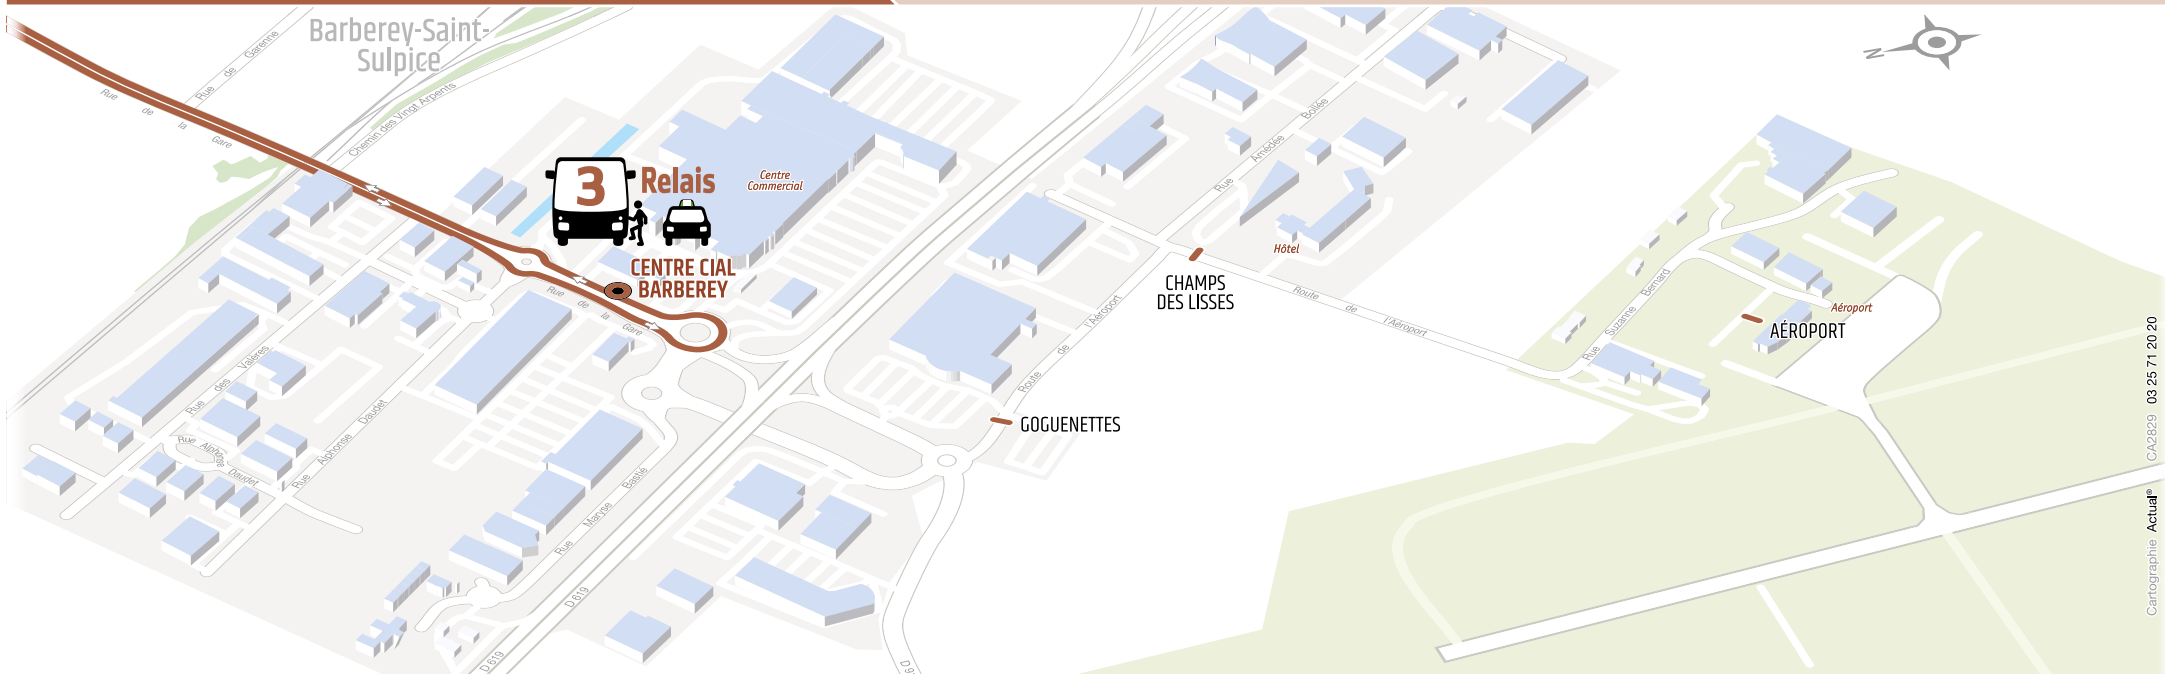 Barberey-Saint-
Sulpice
N
Rue de Garenne
Rue de la Gare
Chemin des Vingt Arpents
3
Relais
Centre
Commercial
CENTRE CIAL
BARBEREY
Rue de la Gare
Rue Amédée Bollée
Hôtel
CHAMPS
DES LISSES
Route de l'Aéroport
Route de l'Aéroport
GOGUENETTES
Rue Suzanne Bernard
Aéroport
AÉROPORT
Rue des Valères
Rue Alphonse Daudet
Rue Alphonse Daudet
Rue Maryse Bastié
D 619
D 619
D 9
Cartographie Actual® CA2829 03 25 71 20 20